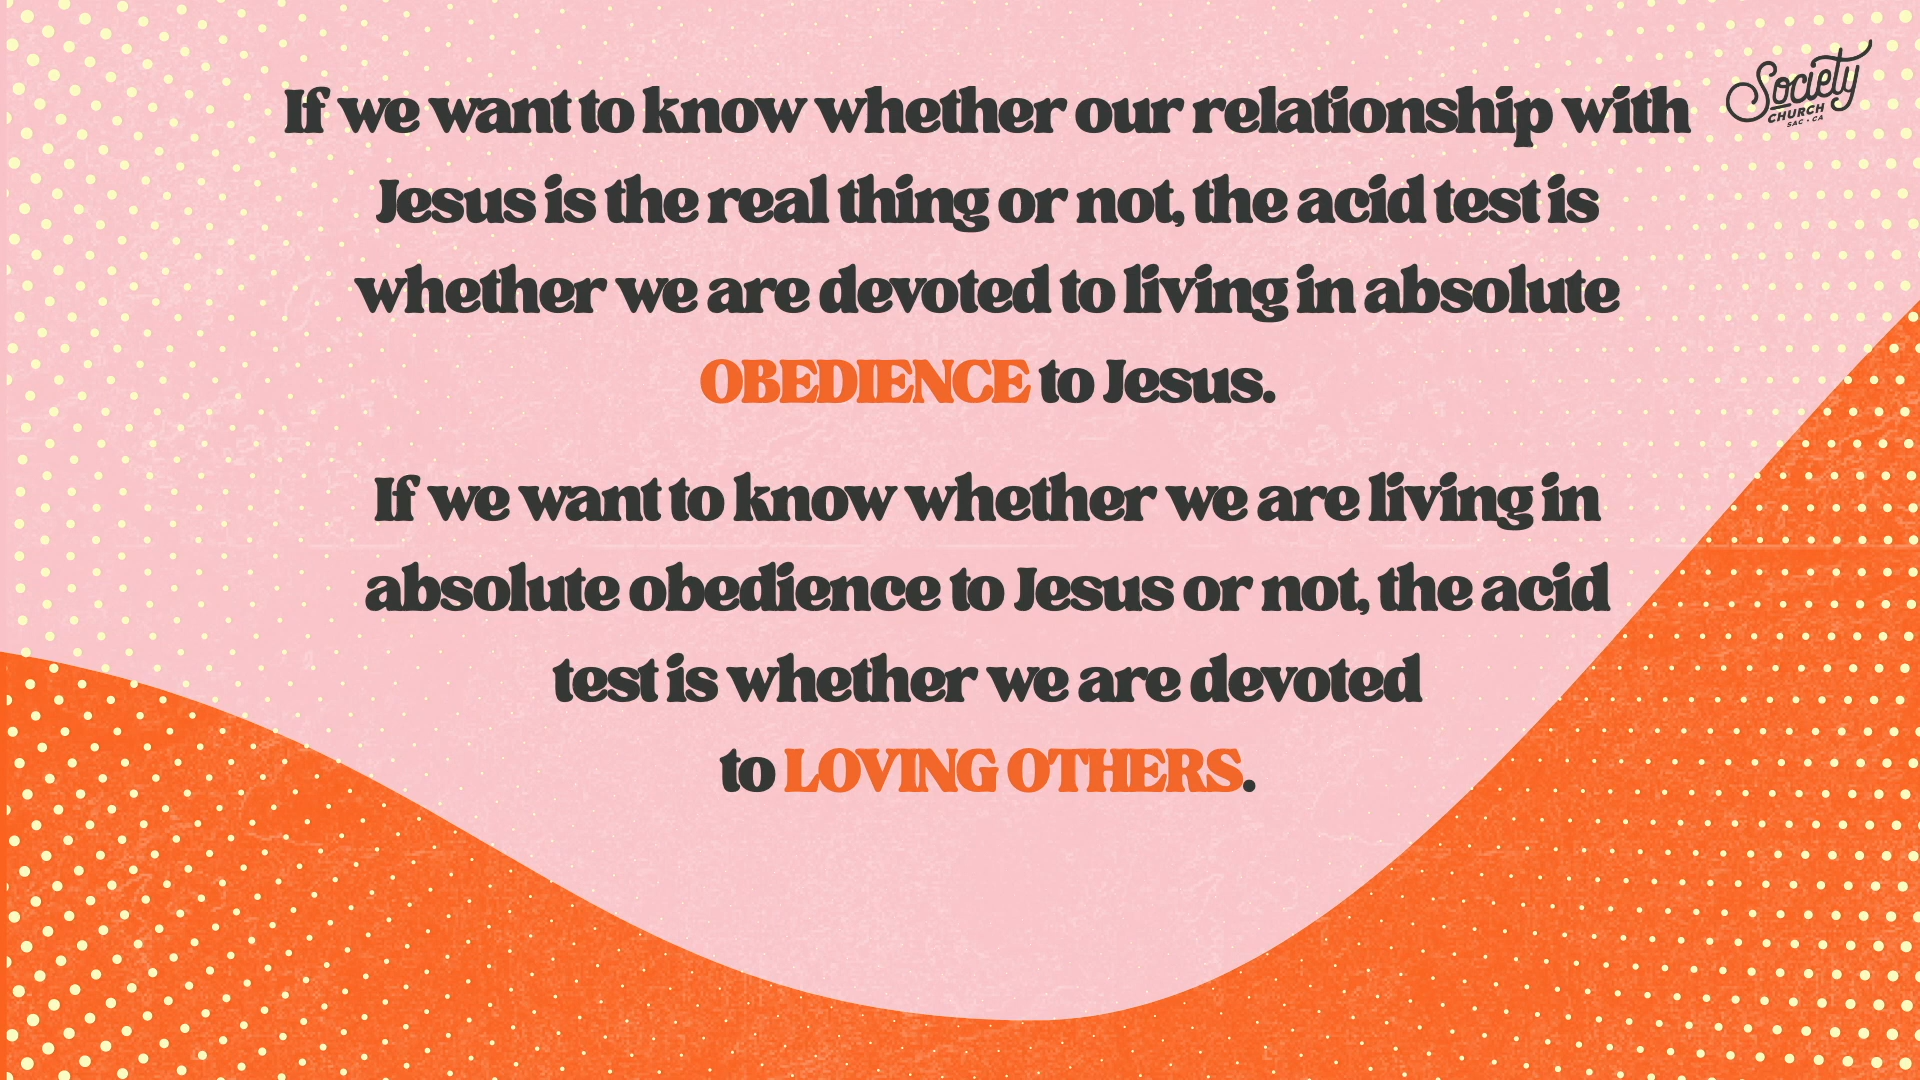 If we want to know whether our relationship with
Jesus is the real thing or not, the acid test is
whether we are devoted to living in absolute
OBEDIENCE to Jesus.
If we want to know whether we are living in
absolute obedience to Jesus or not, the acid
test is whether we are devoted
to LOVING OTHERS.
Society
CHURCH
SAC • CA